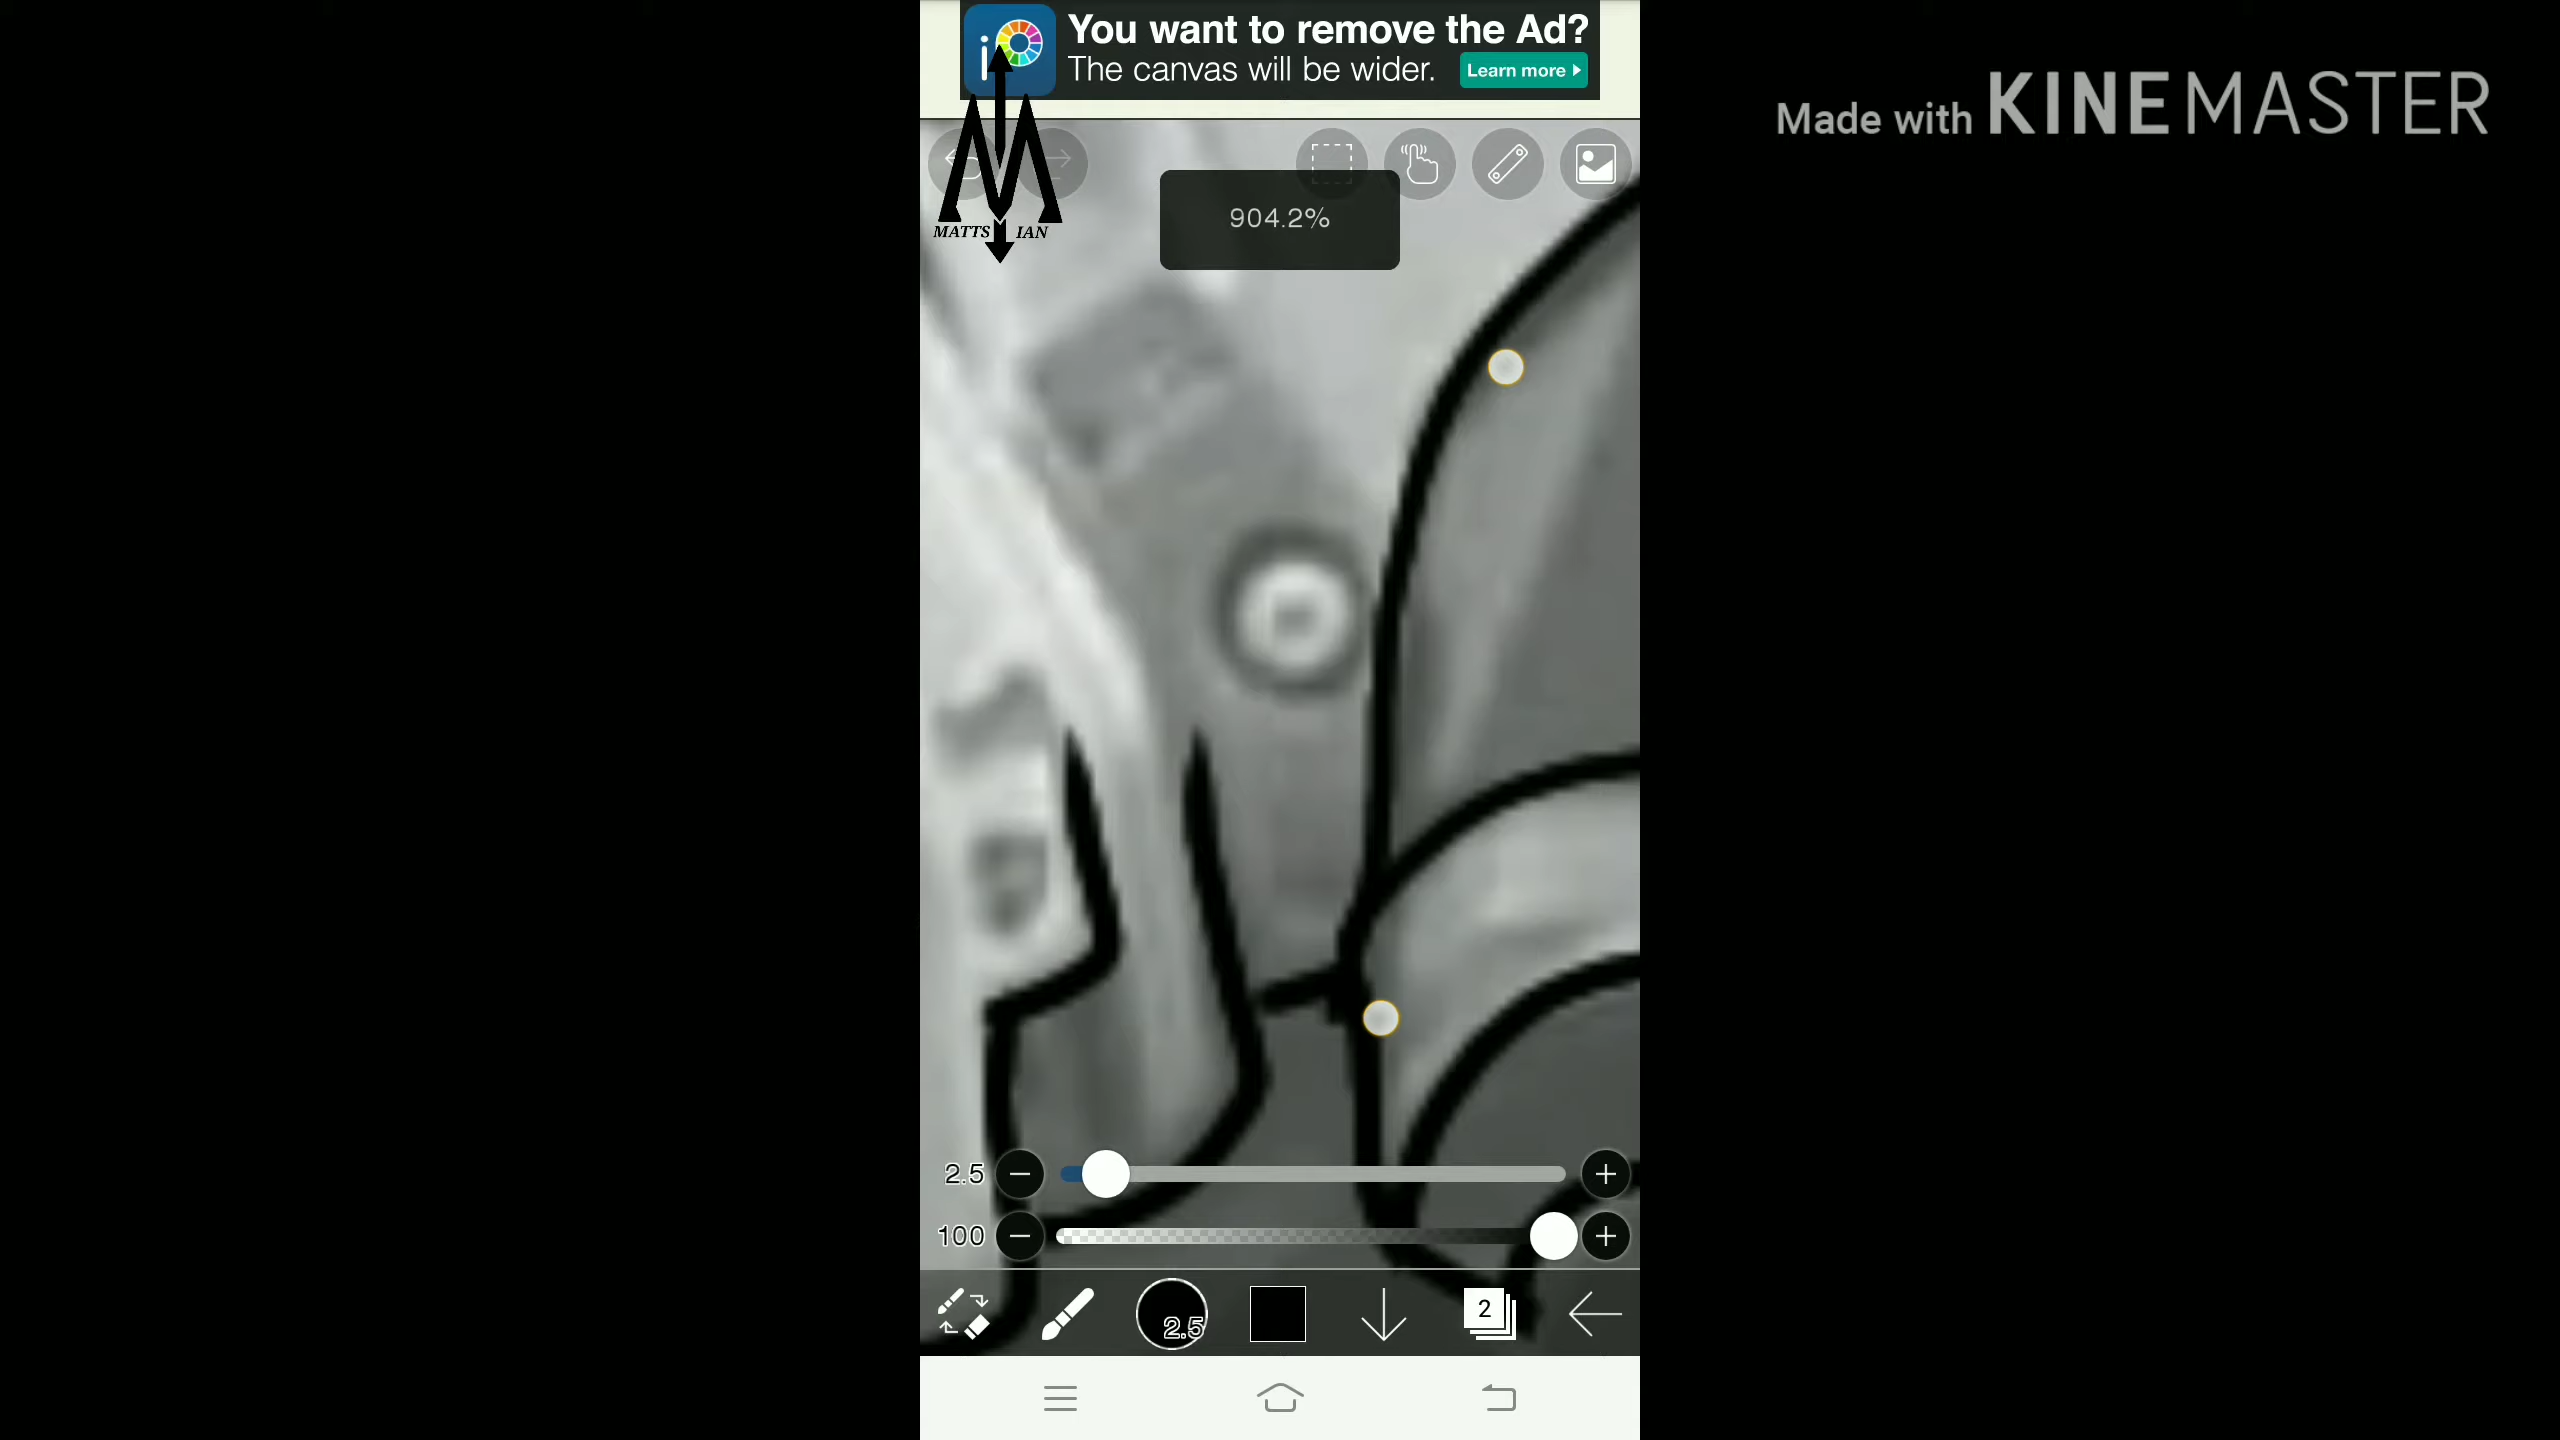 You want to remove the Ad?
The canvas will be wider.
Learn more
Made with KINEMASTER
MATTS IAN
904.2%
2.5
100
2.5
2